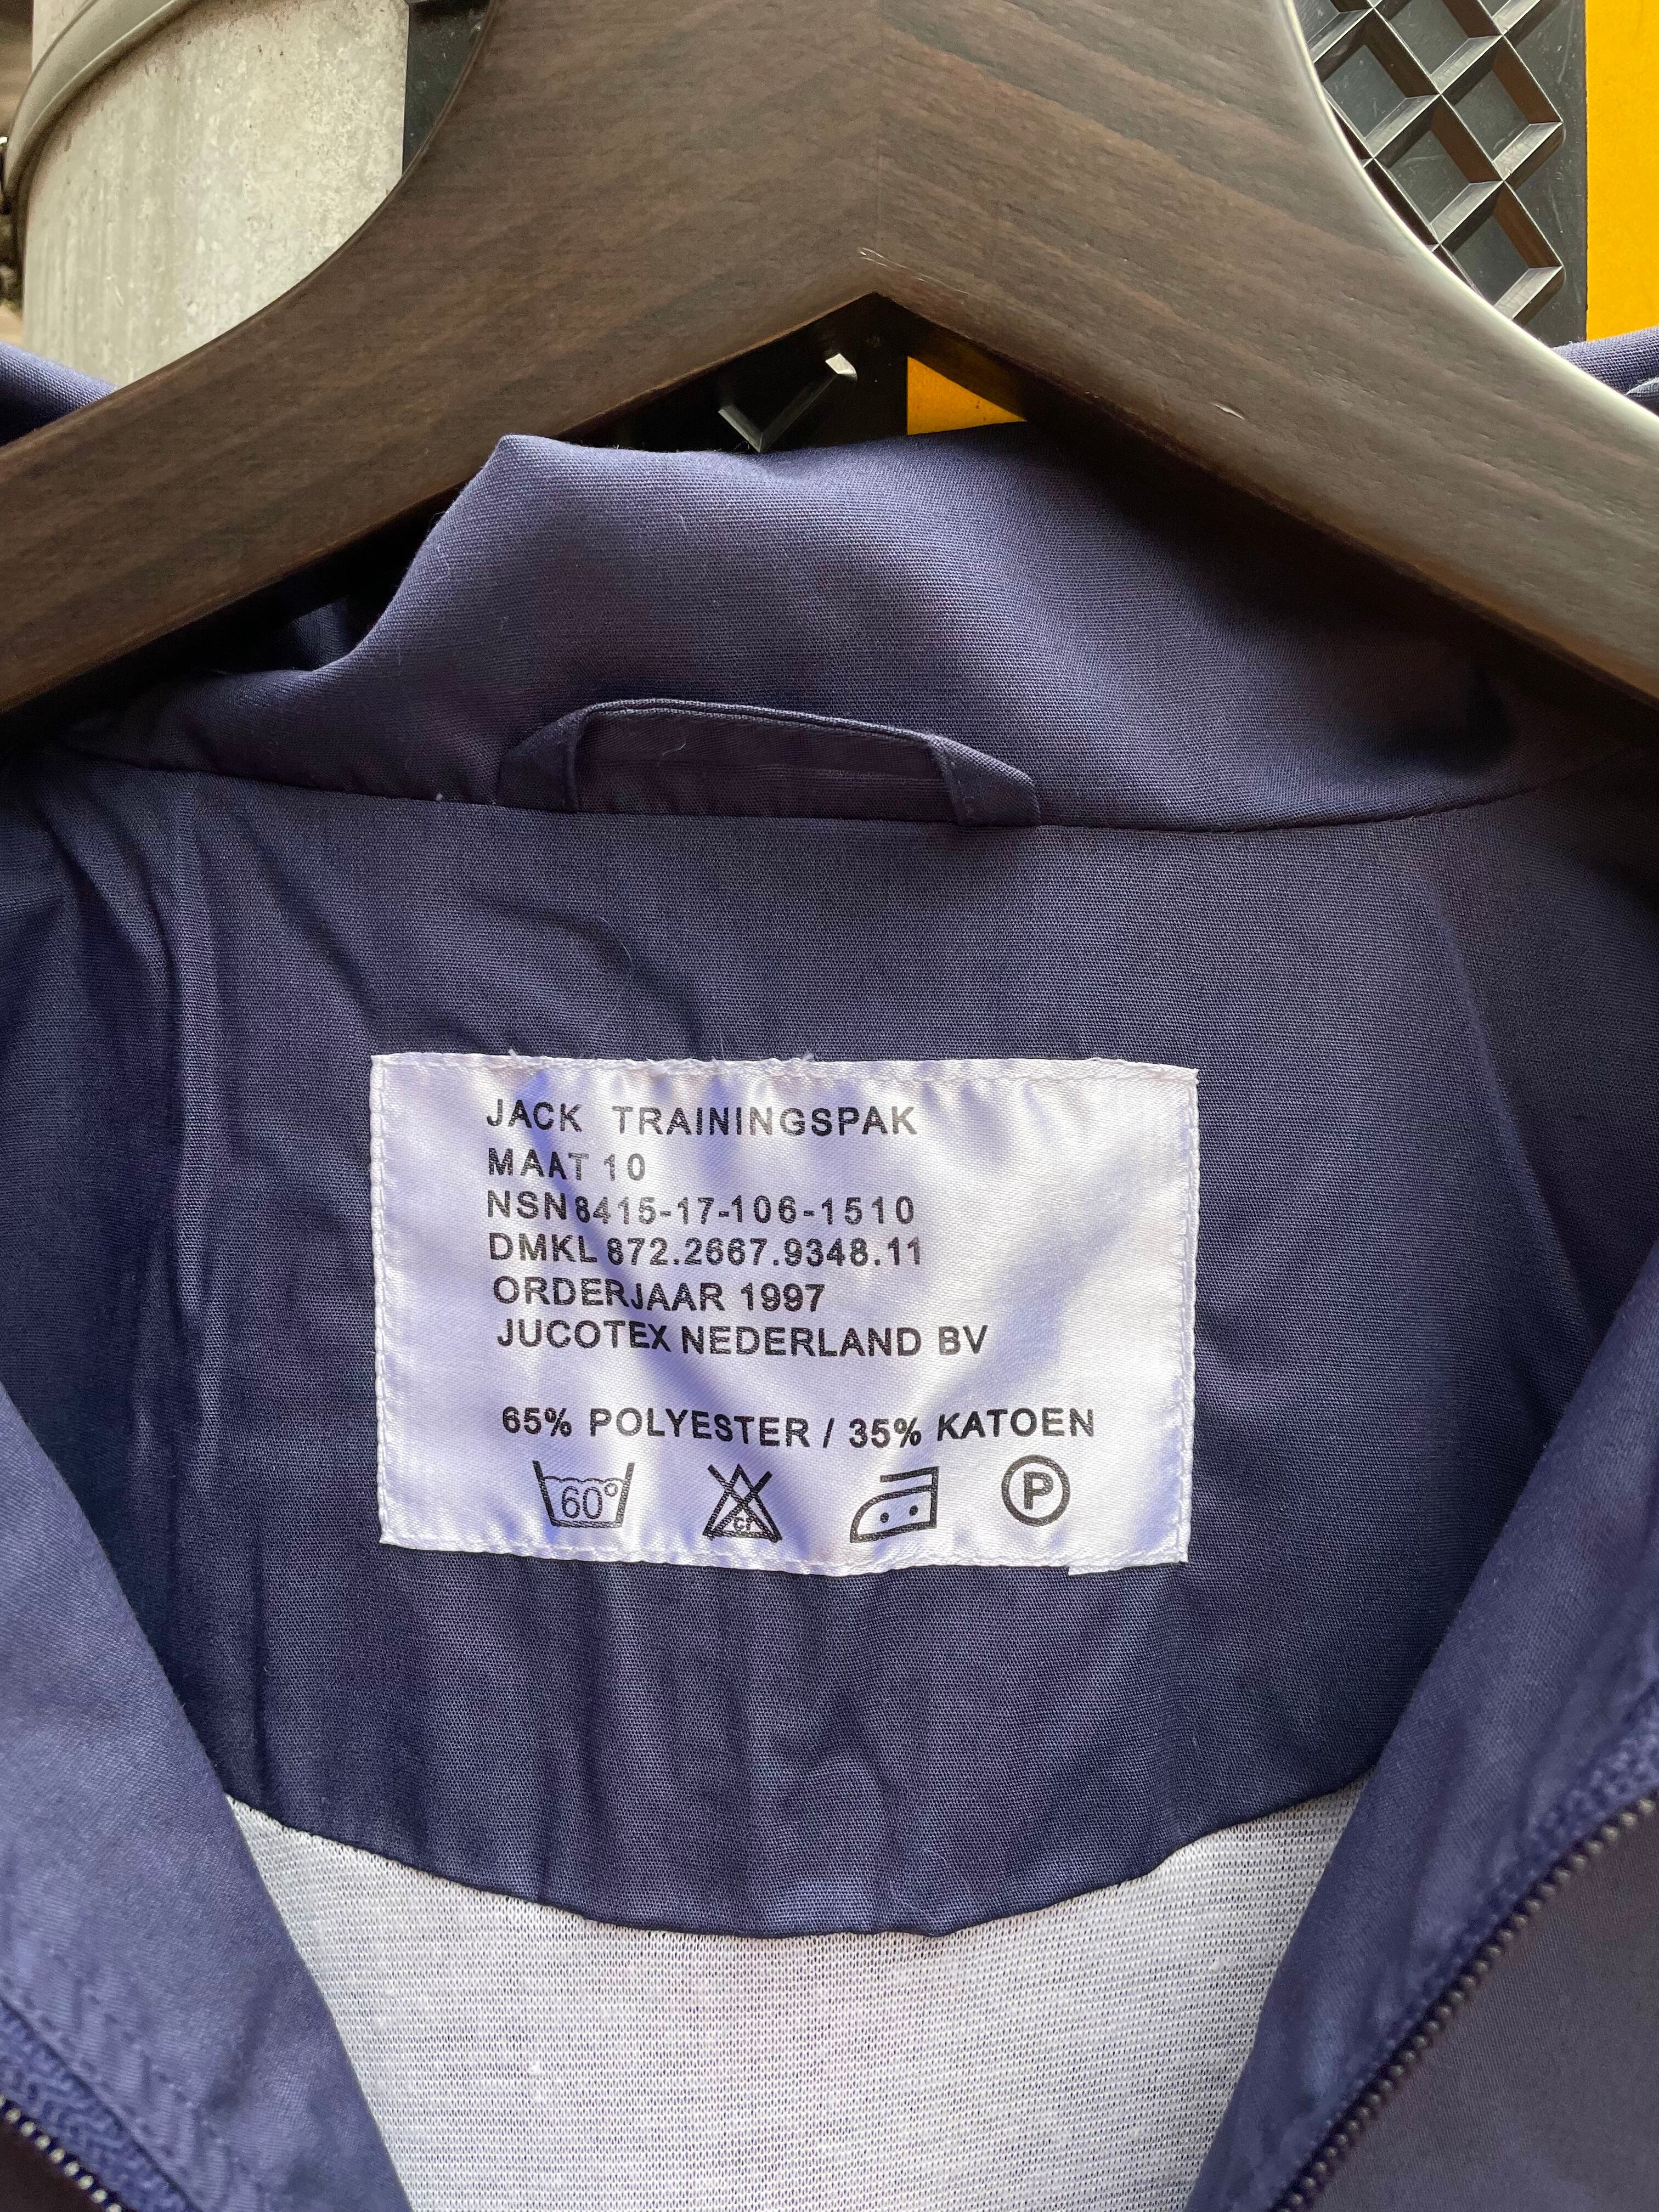 JACK TRAININGSPAK
MAAT 10
NSN 8415-17-106-1510
DMKL 872.2667.9348.11
ORDERJAAR 1997
JUCOTEX NEDERLAND BV
65% POLYESTER / 35% KATOEN
60° cl P